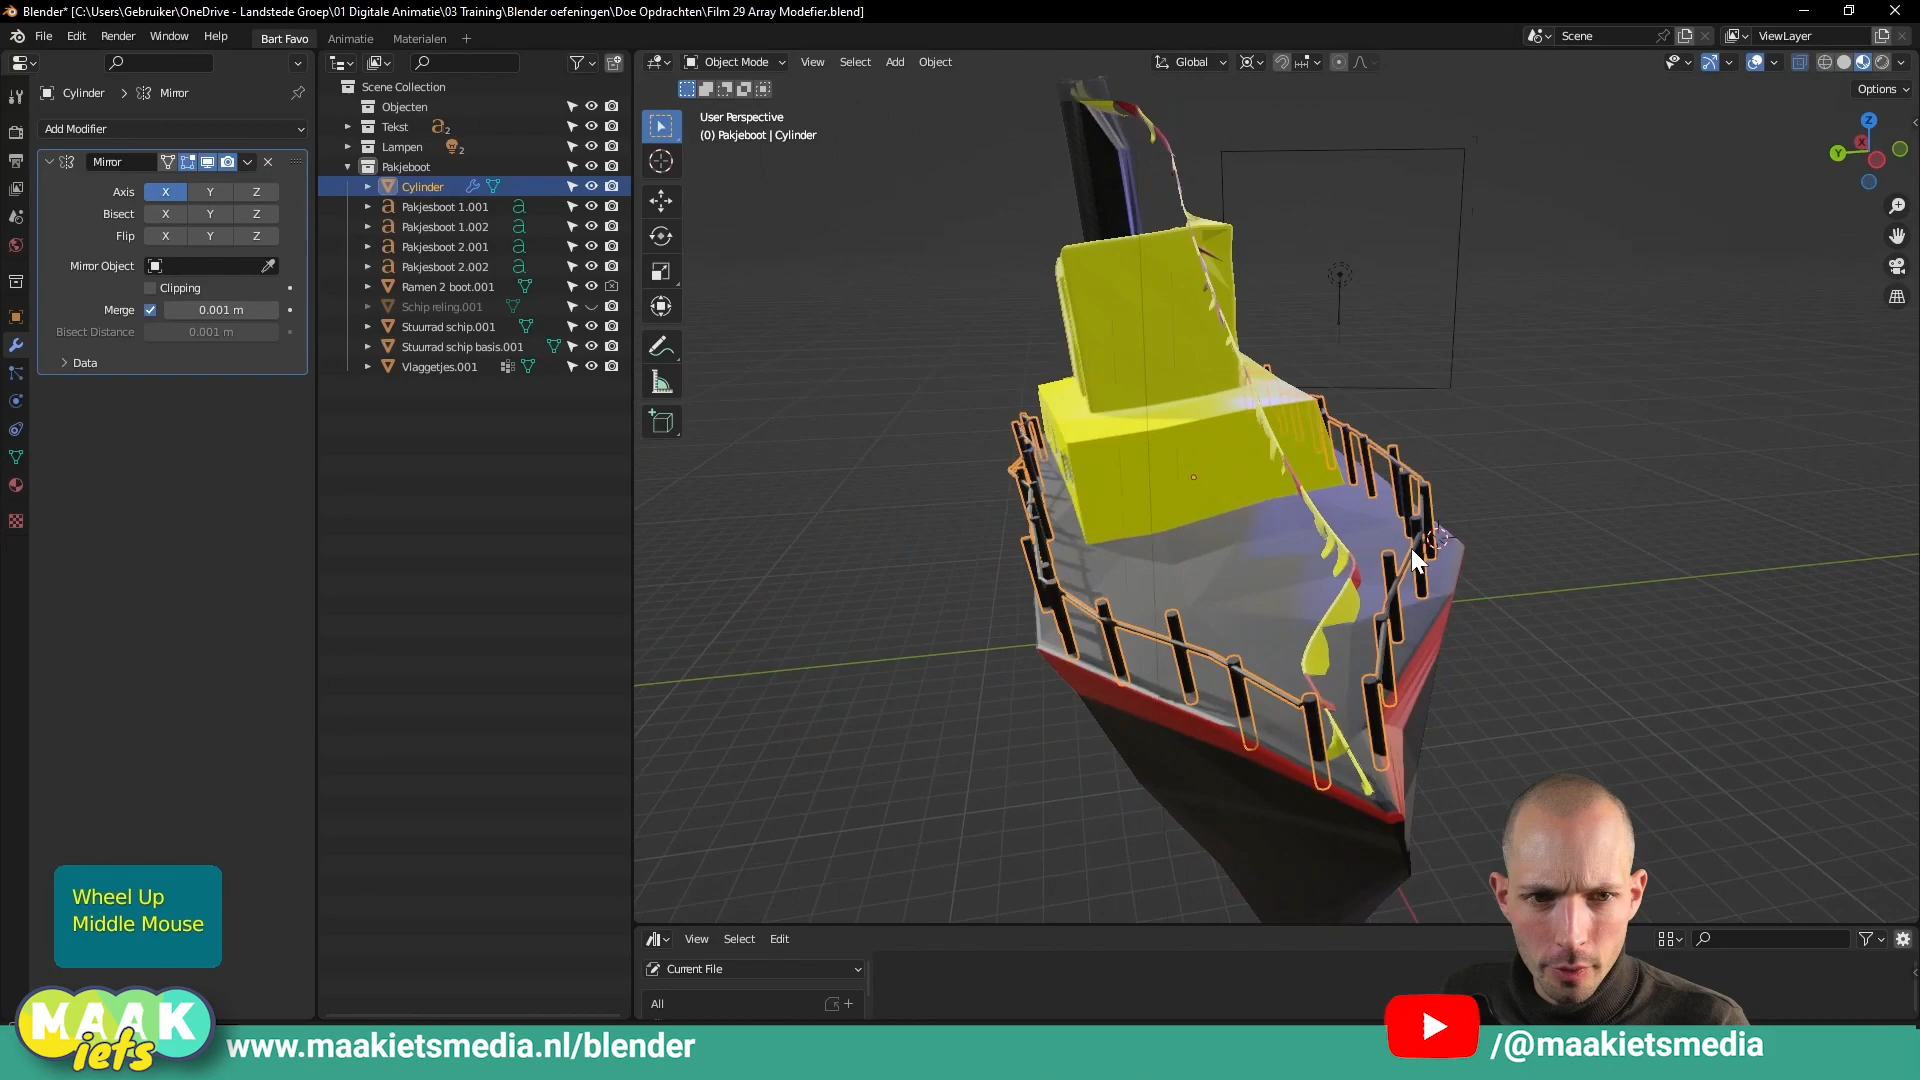 Blender* [C:\Users\Gebruiker\OneDrive - Landstede Groep\01 Digitale Animatie\03 Training\Blender oefeningen\Doe Opdrachten\Film 29 Array Modefier.blend]
File Edit Render Window Help Bart Favo Animatie Materialen +
Scene ViewLayer
Object Mode View Select Add Object Global
Options
Cylinder > Mirror
Add Modifier
Mirror
Axis X Y Z
Bisect X Y Z
Flip X Y Z
Mirror Object
Clipping
Merge 0.001 m
Bisect Distance 0.001 m
Data
Scene Collection
Objecten
Tekst 2
Lampen 2
Pakjeboot
Cylinder
Pakjesboot 1.001
Pakjesboot 1.002
Pakjesboot 2.001
Pakjesboot 2.002
Ramen 2 boot.001
Schip reling.001
Stuurrad schip.001
Stuurrad schip basis.001
Vlaggetjes.001
User Perspective
(0) Pakjeboot | Cylinder
Z
X
Y
View Select Edit
Current File
All
Wheel Up
Middle Mouse
MAAK
iets
www.maakietsmedia.nl/blender
/@maakietsmedia